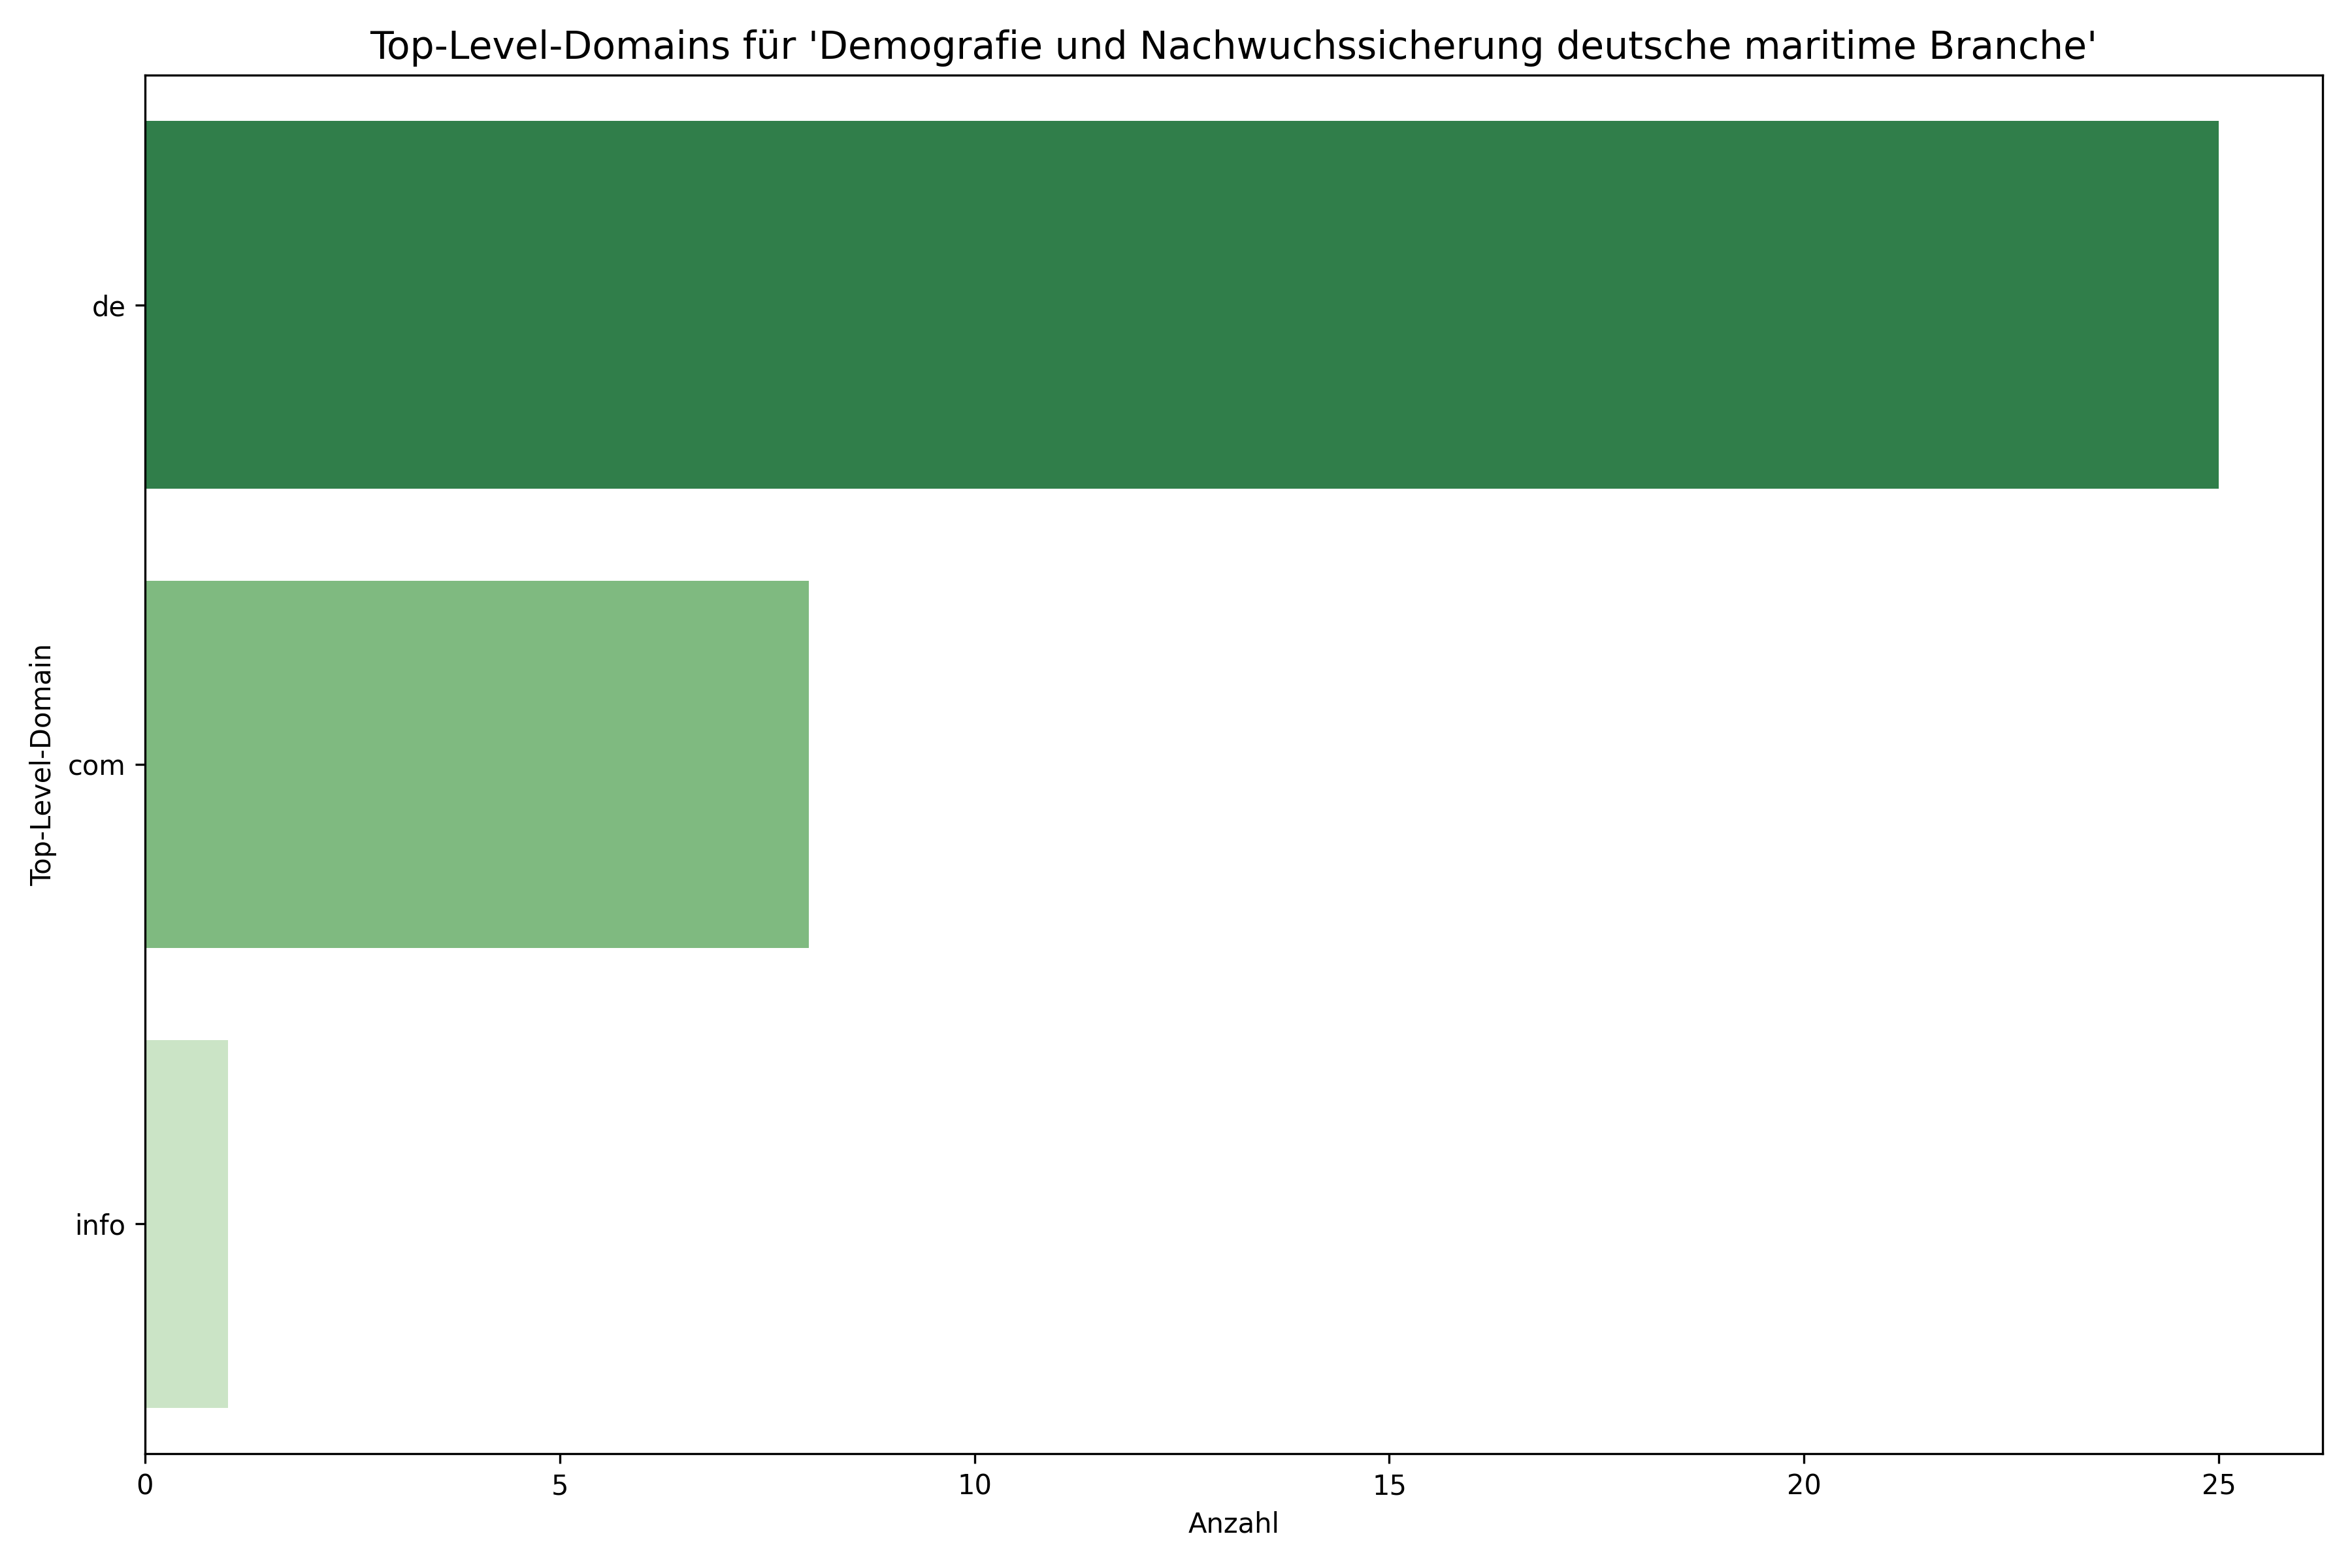 Top-Level-Domains für 'Demografie und Nachwuchssicherung deutsche maritime Branche'
Top-Level-Domain
de
com
info
0 5 10 15 20 25
Anzahl